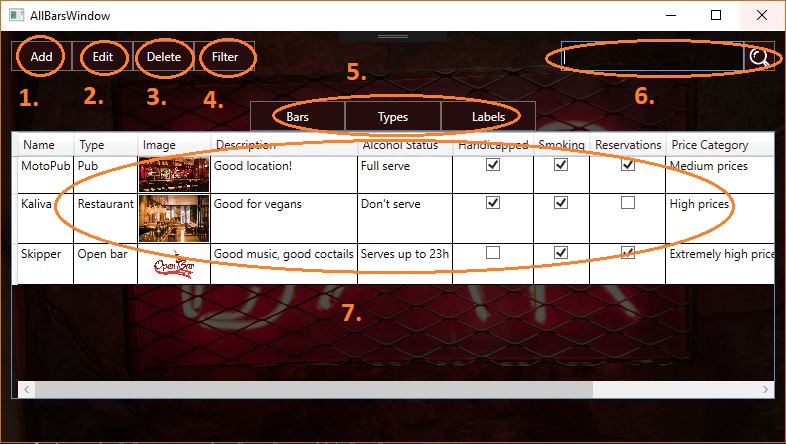 AllBarsWindow
Add Edit Delete Filter
1. 2. 3. 4. 5. 6.
Bars Types Labels
Name Type Image Description Alcohol Status Handicapped Smoking Reservations Price Category
MotoPub Pub Good location! Full serve Medium prices
Kaliva Restaurant Good for vegans Don't serve High prices
Skipper Open bar Open Bar Good music, good coctails Serves up to 23h Extremely high price
7.